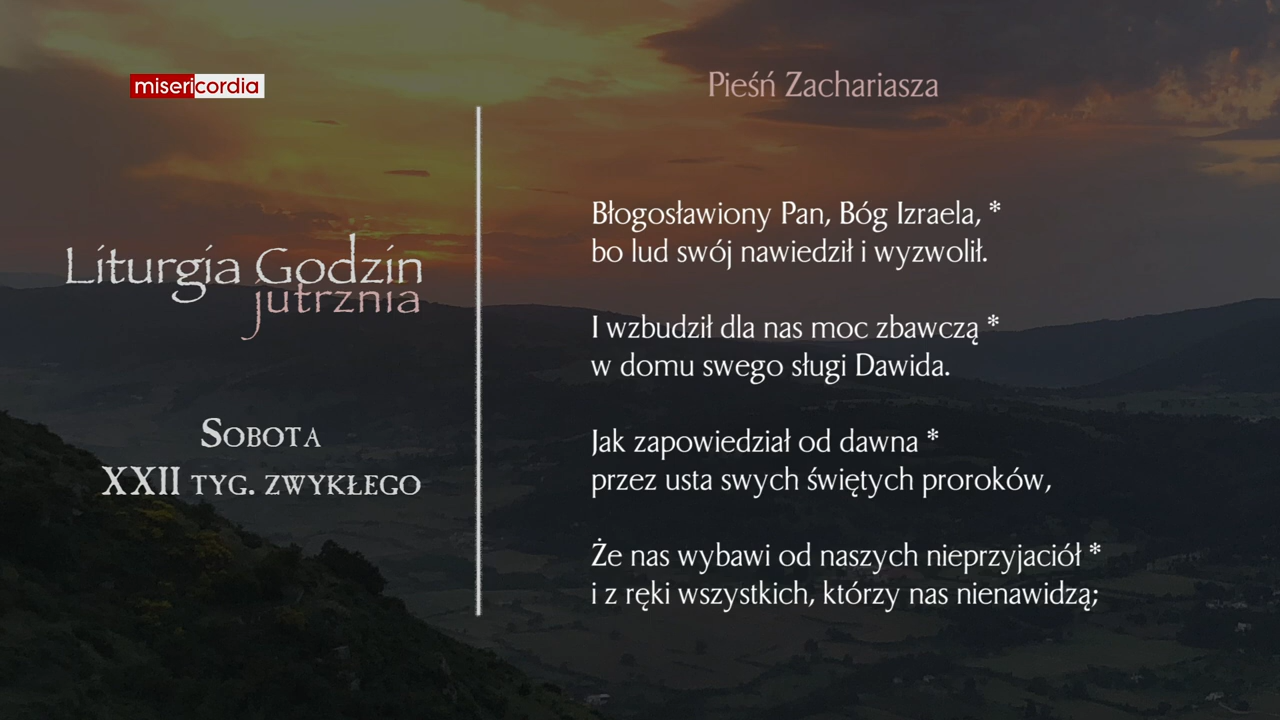 misericordia
Liturgia Godzin
jutrznia
Sobota
XXII tyg. zwykłego
Pieśń Zachariasza
Błogosławiony Pan, Bóg Izraela, *
bo lud swój nawiedził i wyzwolił.
I wzbudził dla nas moc zbawczą *
w domu swego sługi Dawida.
Jak zapowiedział od dawna *
przez usta swych świętych proroków,
Że nas wybawi od naszych nieprzyjaciół *
i z ręki wszystkich, którzy nas nienawidzą;